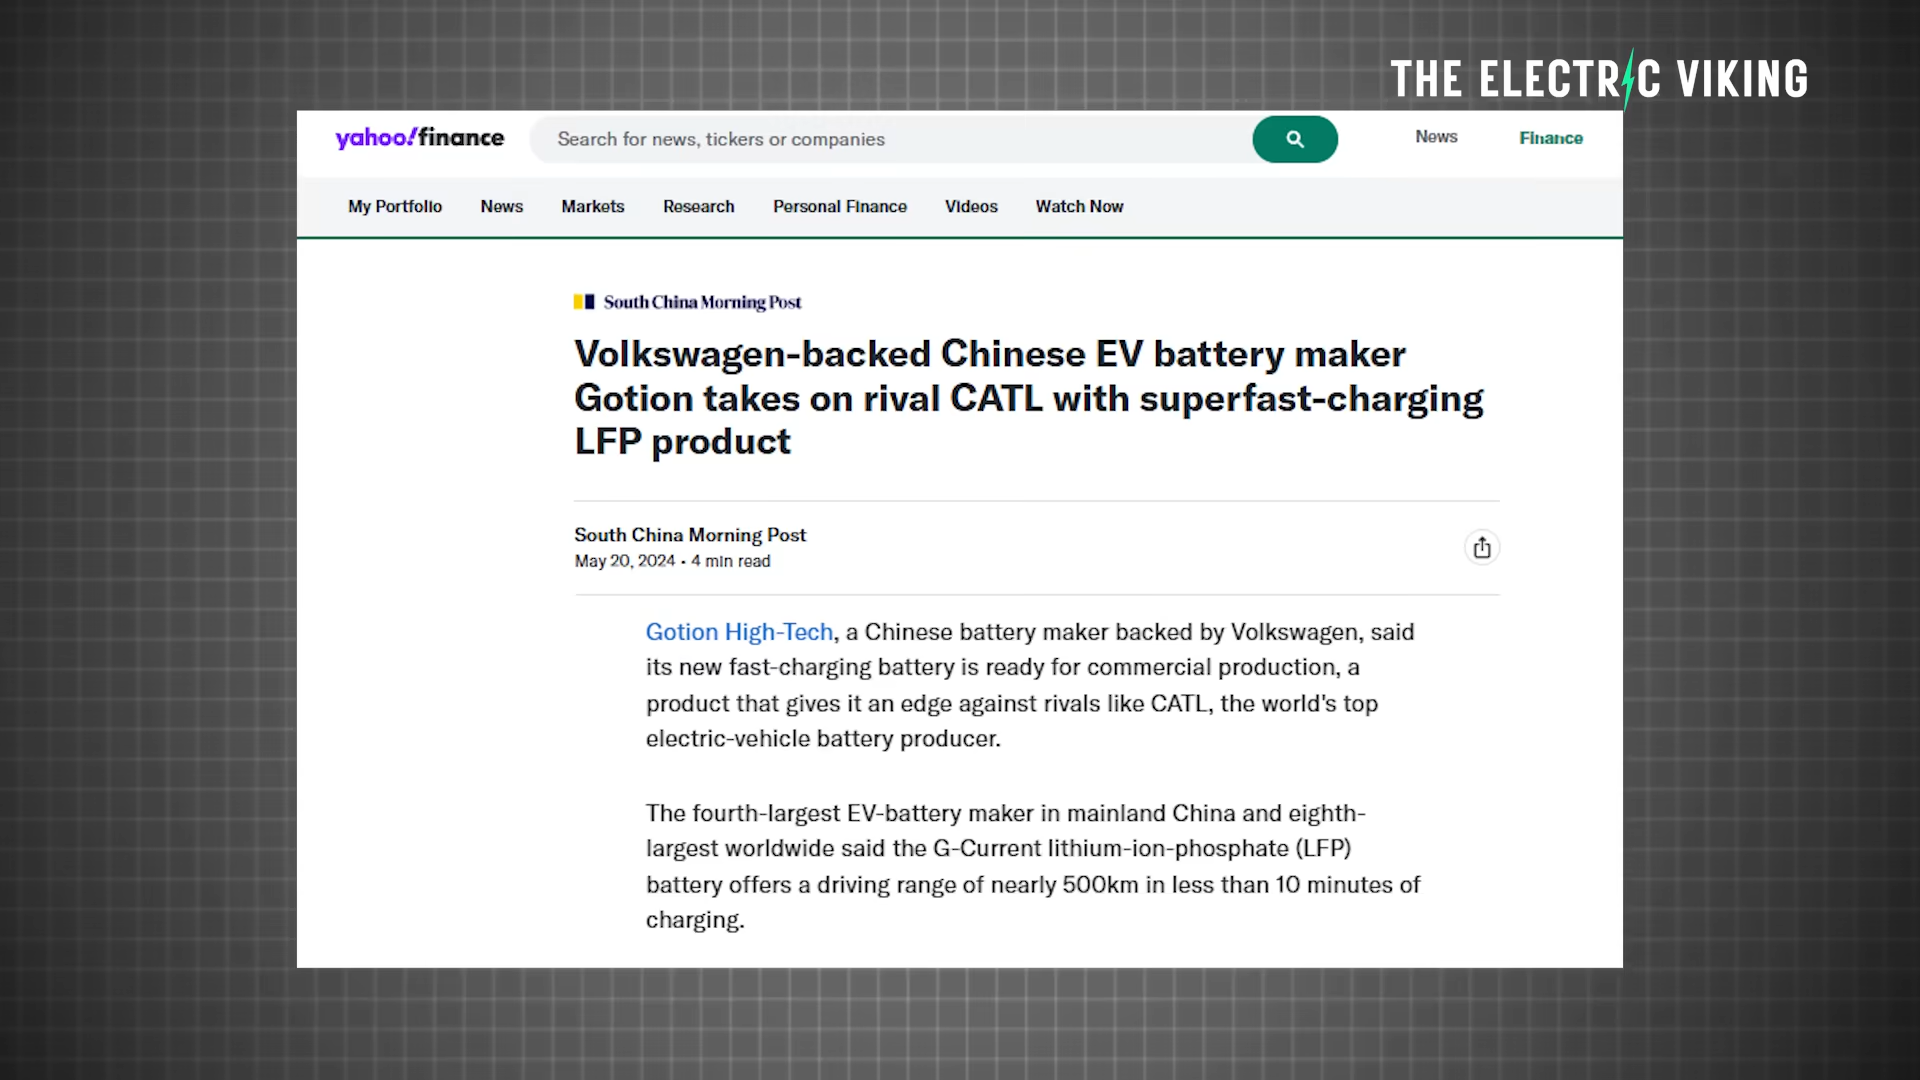 THE ELECTRIC VIKING
yahoo!finance
Search for news, tickers or companies
News
Finance
My Portfolio
News
Markets
Research
Personal Finance
Videos
Watch Now
South China Morning Post
Volkswagen-backed Chinese EV battery maker
Gotion takes on rival CATL with superfast-charging
LFP product
South China Morning Post
May 20, 2024 • 4 min read
Gotion High-Tech, a Chinese battery maker backed by Volkswagen, said
its new fast-charging battery is ready for commercial production, a
product that gives it an edge against rivals like CATL, the world's top
electric-vehicle battery producer.
The fourth-largest EV-battery maker in mainland China and eighth-
largest worldwide said the G-Current lithium-ion-phosphate (LFP)
battery offers a driving range of nearly 500km in less than 10 minutes of
charging.